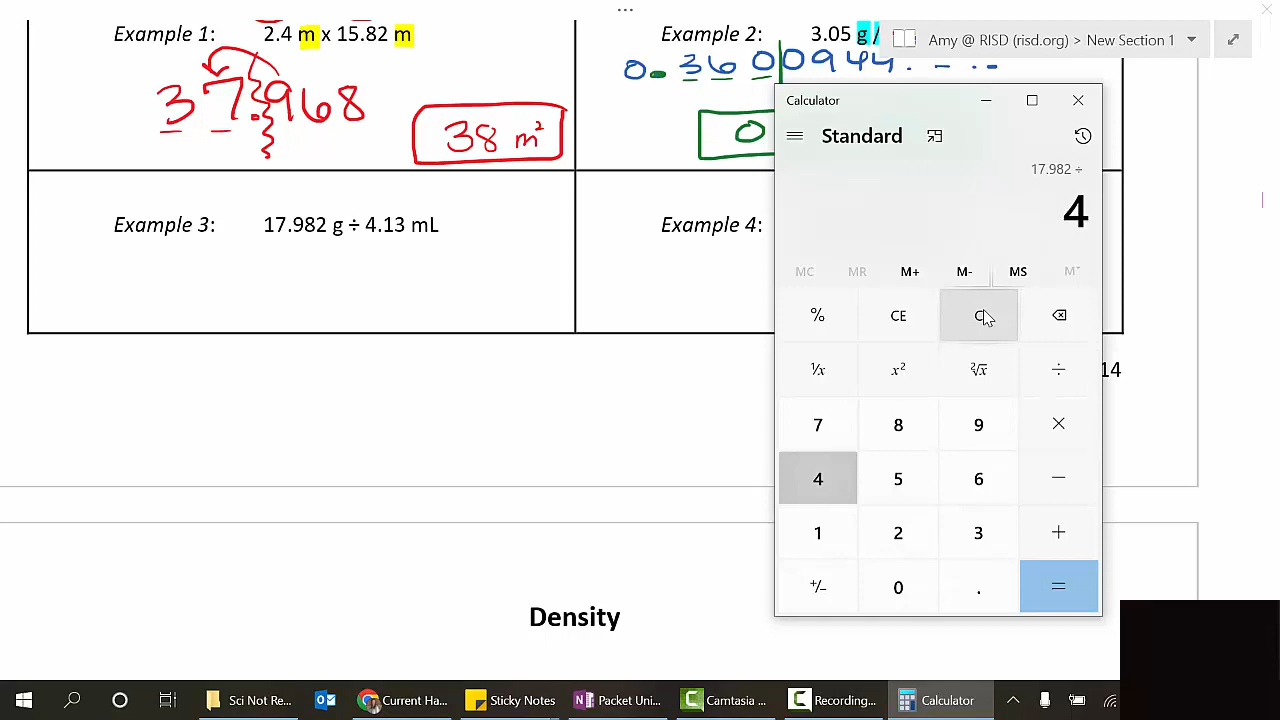 ...
Example 1: 2.4 m x 15.82 m
37.968
38 m²
Example 2: 3.05 g /
0.3600944...
0
Amy @ RISD (risd.org) > New Section 1
Example 3: 17.982 g ÷ 4.13 mL
Example 4:
Calculator
Standard
17.982 ÷
4
MC MR M+ M- MS M˅
% CE C
¹/x x² ²√x ÷
7 8 9 ×
4 5 6 −
1 2 3 +
+/− 0 . =
14
Density
Sci Not Re...
Current Ha...
Sticky Notes
Packet Uni...
Camtasia ...
Recording...
Calculator